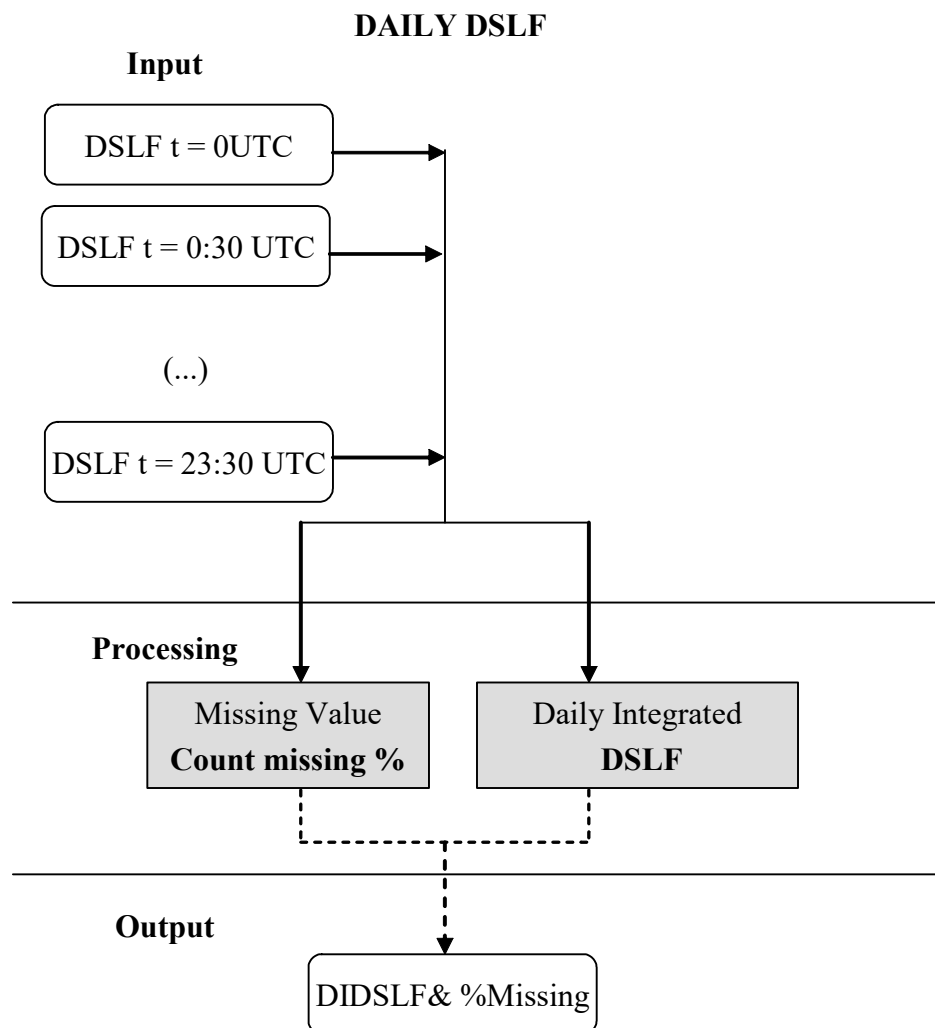 DAILY DSLF
Input
DSLF t = 0UTC
DSLF t = 0:30 UTC
(...)
DSLF t = 23:30 UTC
Processing
Missing Value
Count missing %
Daily Integrated
DSLF
Output
DIDSLF& %Missing